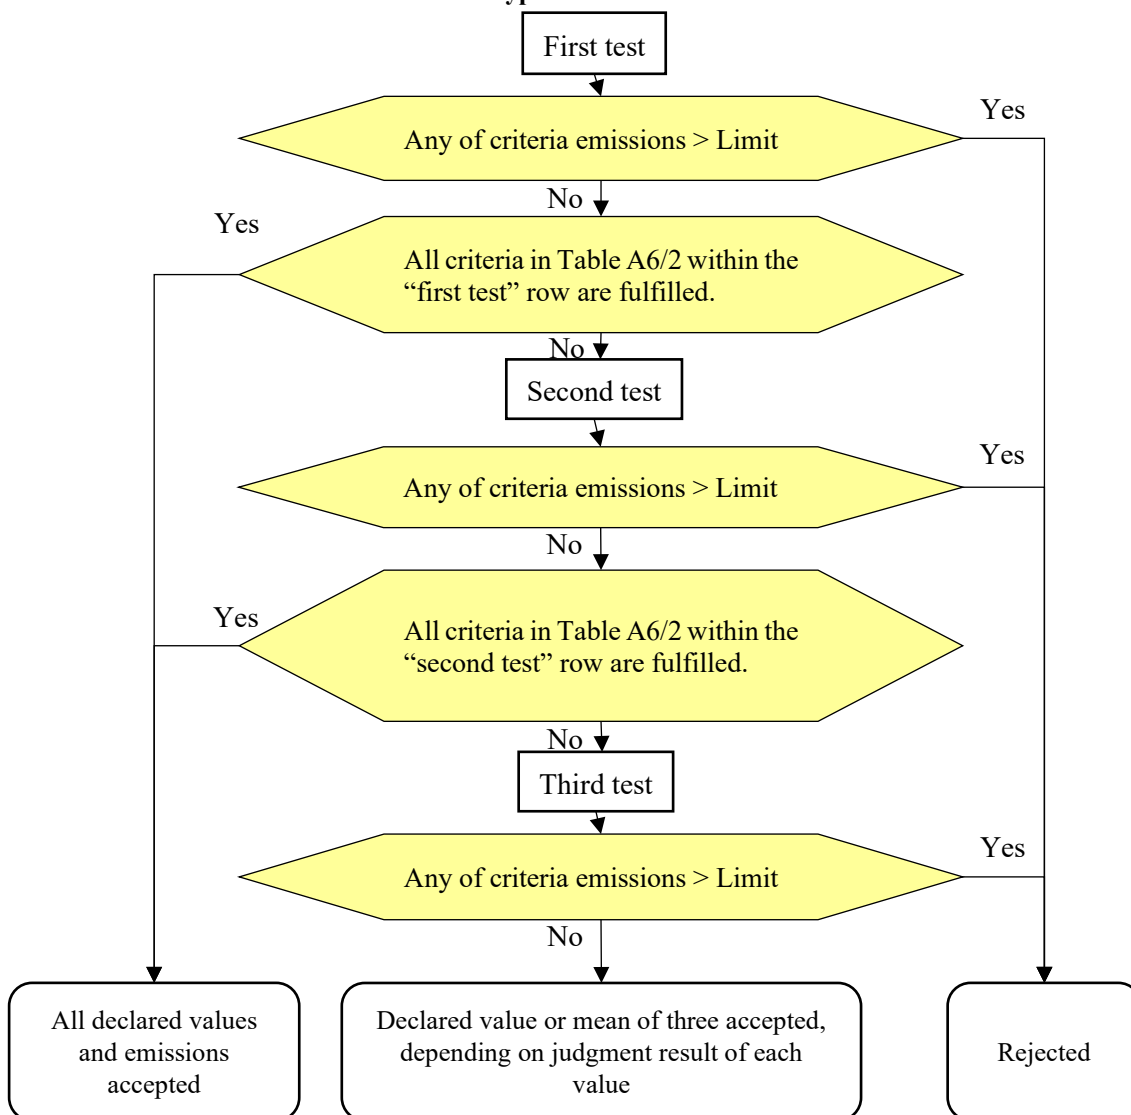 First test
Yes
Any of criteria emissions > Limit
No
Yes
All criteria in Table A6/2 within the
“first test” row are fulfilled.
No
Second test
Yes
Any of criteria emissions > Limit
No
Yes
All criteria in Table A6/2 within the
“second test” row are fulfilled.
No
Third test
Yes
Any of criteria emissions > Limit
No
All declared values
and emissions
accepted
Declared value or mean of three accepted,
depending on judgment result of each
value
Rejected